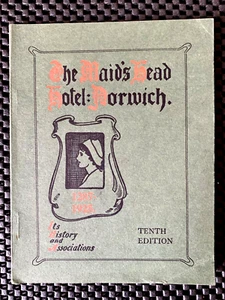 The Maid's Head
Hotel: Norwich.
Its
History
and
Associations
TENTH
EDITION